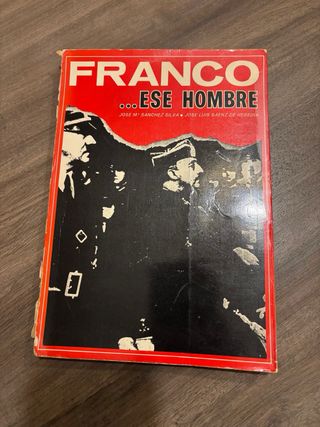 FRANCO
...ESE HOMBRE
JOSE Mª SANCHEZ SILVA ★ JOSE LUIS SAENZ DE HEREDIA